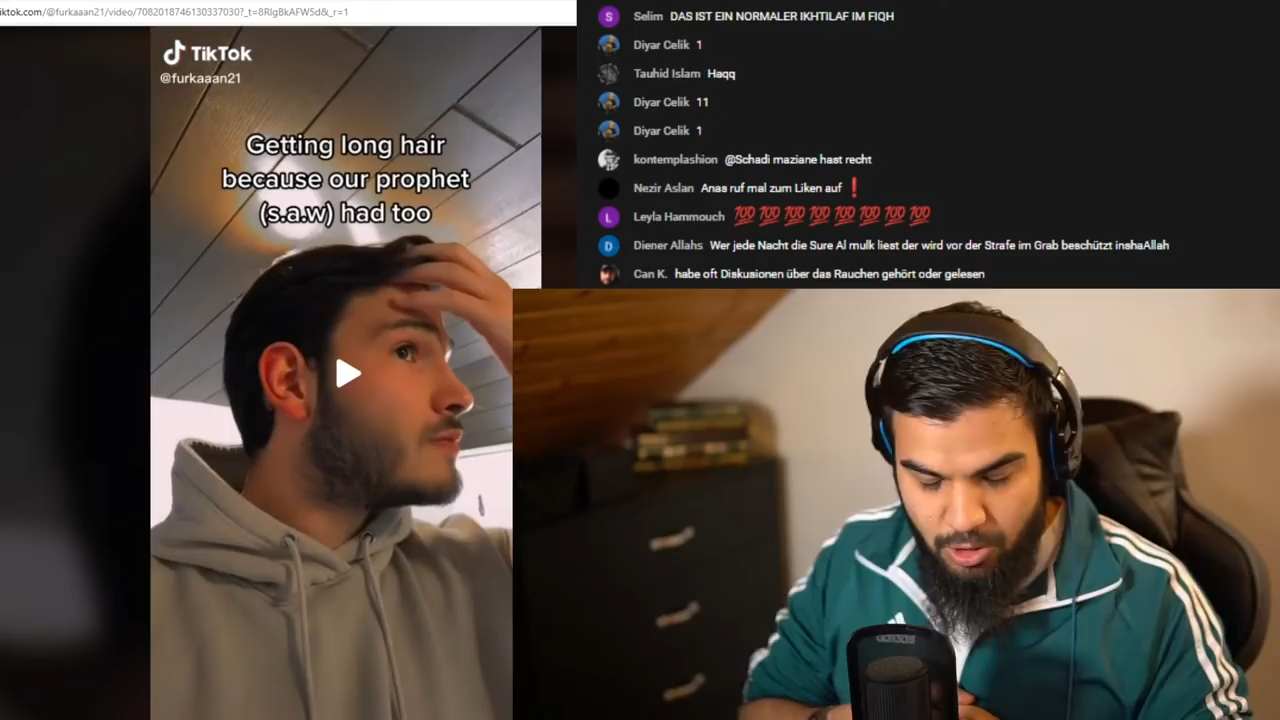 iktok.com/@furkaaan21/video/7082018746130337030?_t=8RlgBkAFW5d&_r=1
TikTok
@furkaaan21
Getting long hair
because our prophet
(s.a.w) had too
S Selim DAS IST EIN NORMALER IKHTILAF IM FIQH
Diyar Celik 1
Tauhid Islam Haqq
Diyar Celik 11
Diyar Celik 1
kontemplashion @Schadi maziane hast recht
Nezir Aslan Anas ruf mal zum Liken auf ❗
L Leyla Hammouch 💯💯💯💯💯💯💯💯
D Diener Allahs Wer jede Nacht die Sure Al mulk liest der wird vor der Strafe im Grab beschützt inshaAllah
Can K. habe oft Diskusionen über das Rauchen gehört oder gelesen